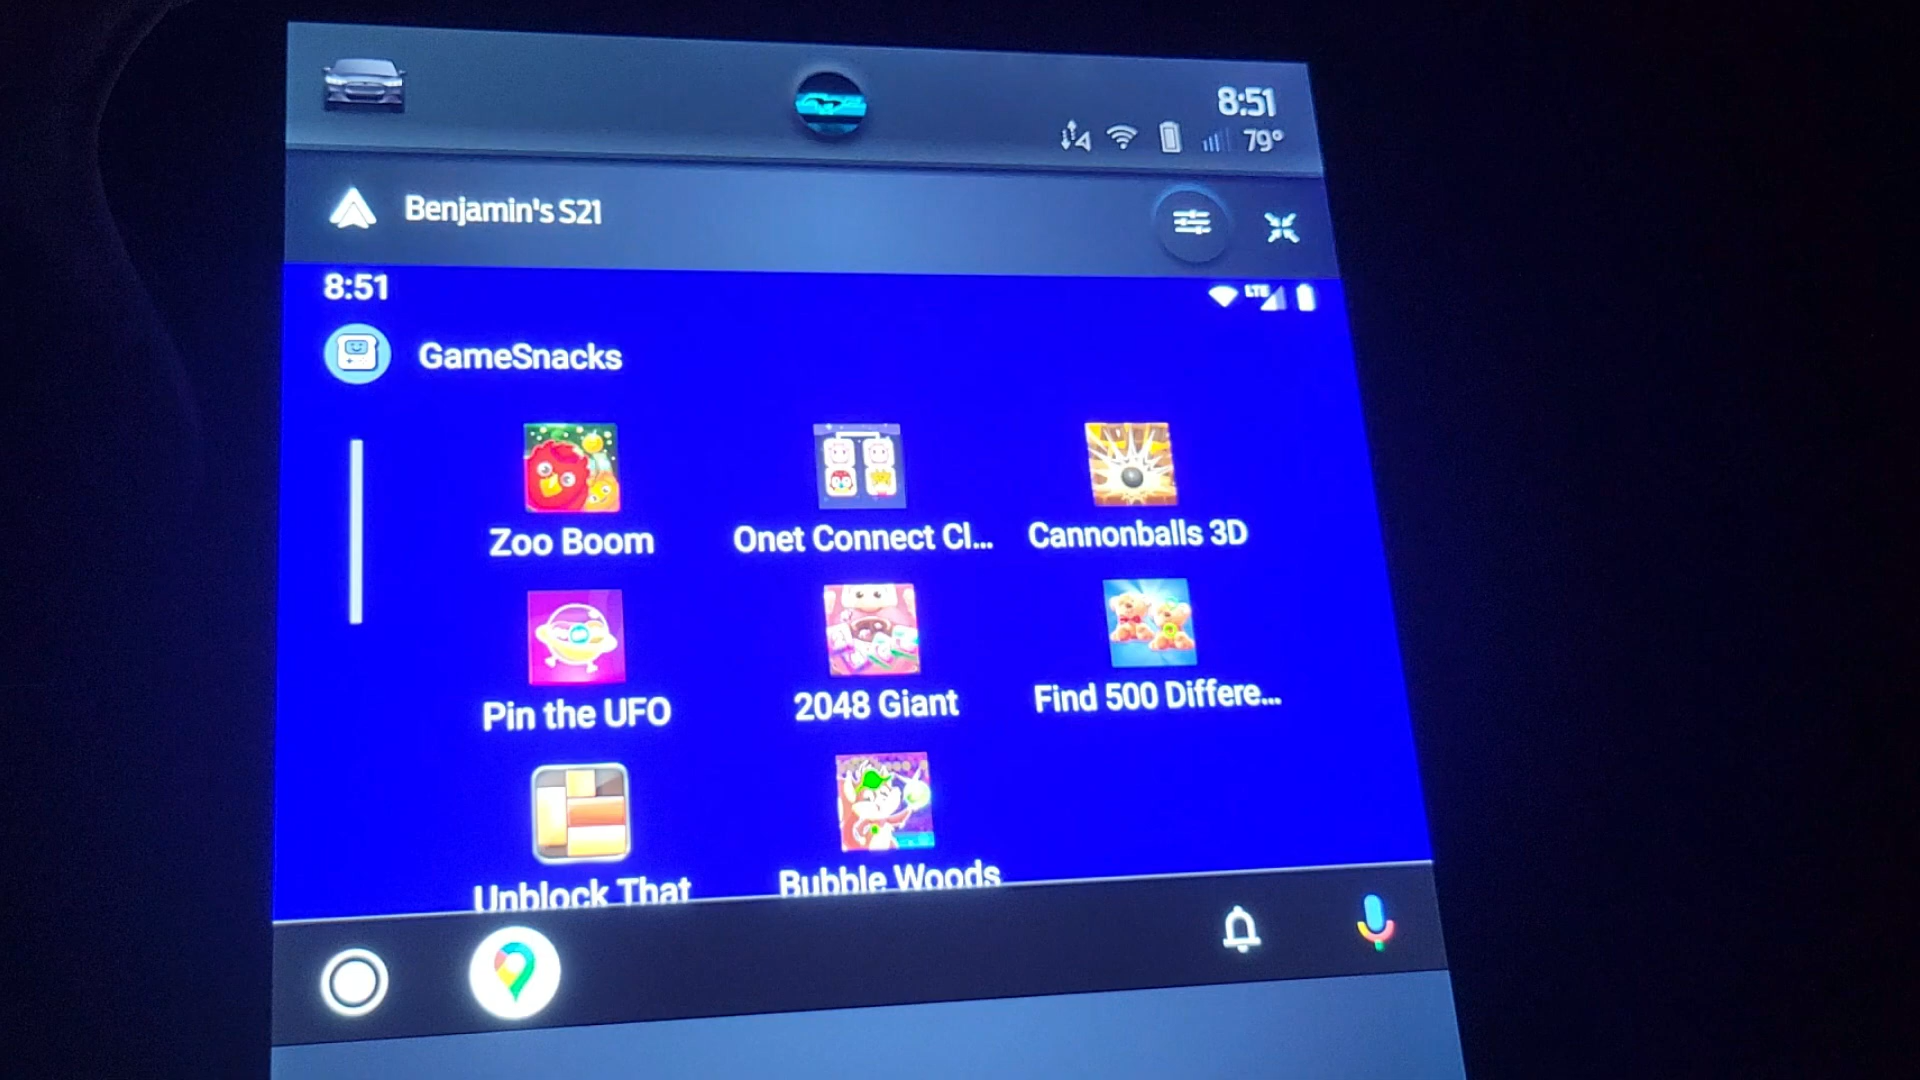 8:51
79°
Benjamin's S21
8:51
LTE
GameSnacks
Zoo Boom
Onet Connect Cl...
Cannonballs 3D
Pin the UFO
2048 Giant
Find 500 Differe...
Unblock That
Bubble Woods